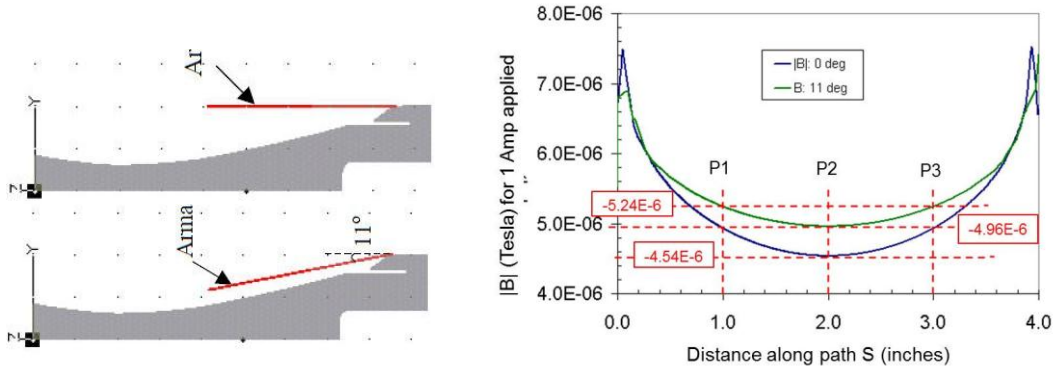 Ar
Y
Z
Arma
11°
Y
Z
|B| (Tesla) for 1 Amp applied
8.0E-06
7.0E-06
6.0E-06
5.0E-06
4.0E-06
|B|: 0 deg
B: 11 deg
P1 P2 P3
-5.24E-6
-4.96E-6
-4.54E-6
0.0 1.0 2.0 3.0 4.0
Distance along path S (inches)